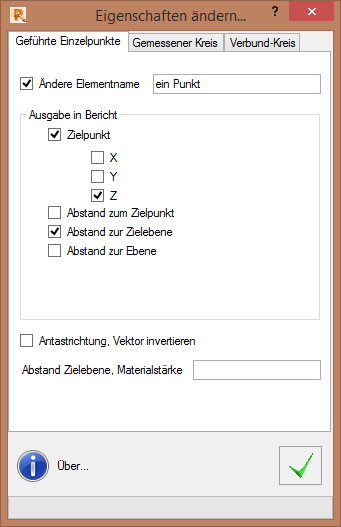 Eigenschaften ändern...
Geführte Einzelpunkte Gemessener Kreis Verbund-Kreis
Ändere Elementname ein Punkt
Ausgabe in Bericht
Zielpunkt
X
Y
Z
Abstand zum Zielpunkt
Abstand zur Zielebene
Abstand zur Ebene
Antastrichtung, Vektor invertieren
Abstand Zielebene, Materialstärke
Über...